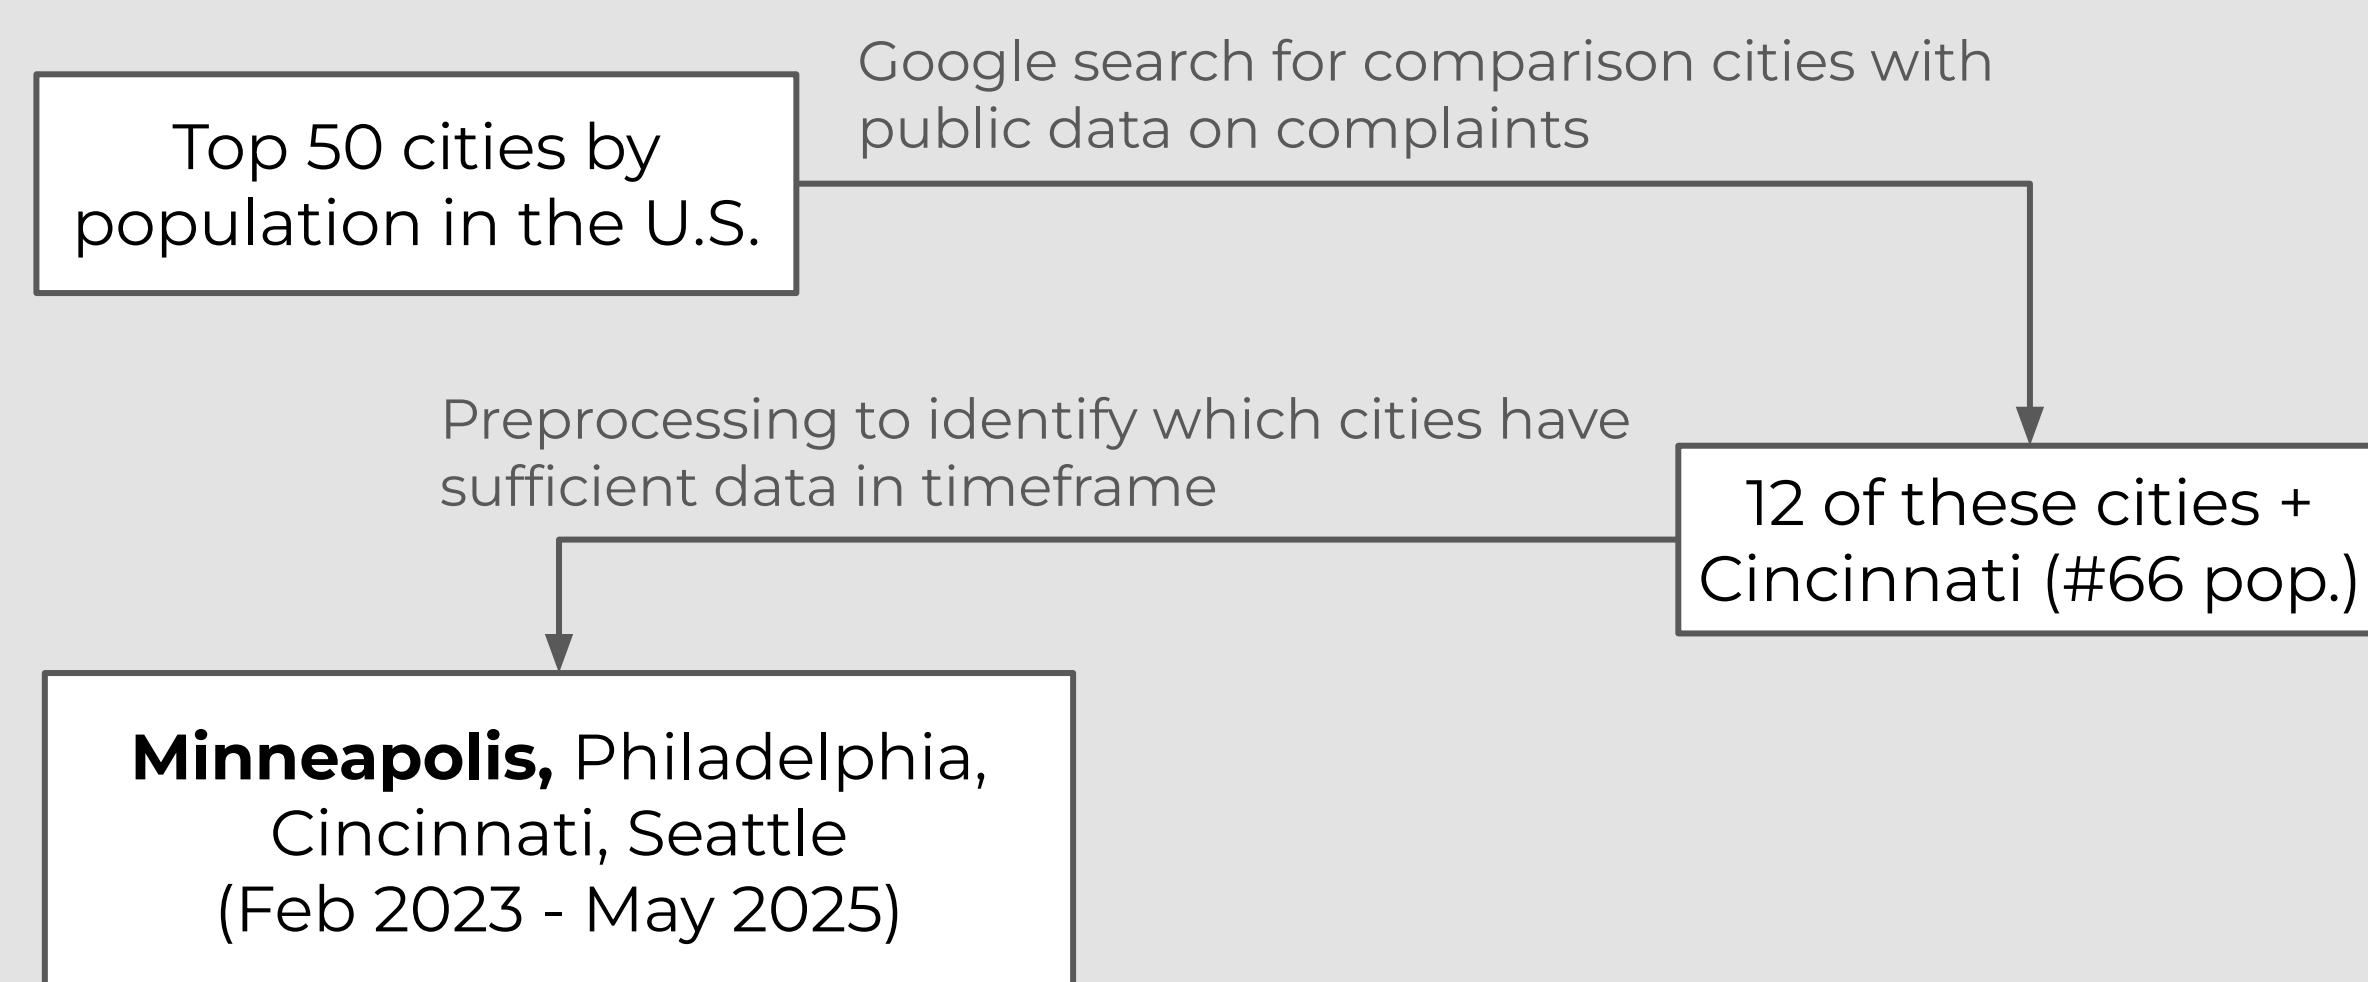 Google search for comparison cities with
public data on complaints
Top 50 cities by
population in the U.S.
Preprocessing to identify which cities have
sufficient data in timeframe
12 of these cities +
Cincinnati (#66 pop.)
Minneapolis, Philadelphia,
Cincinnati, Seattle
(Feb 2023 - May 2025)